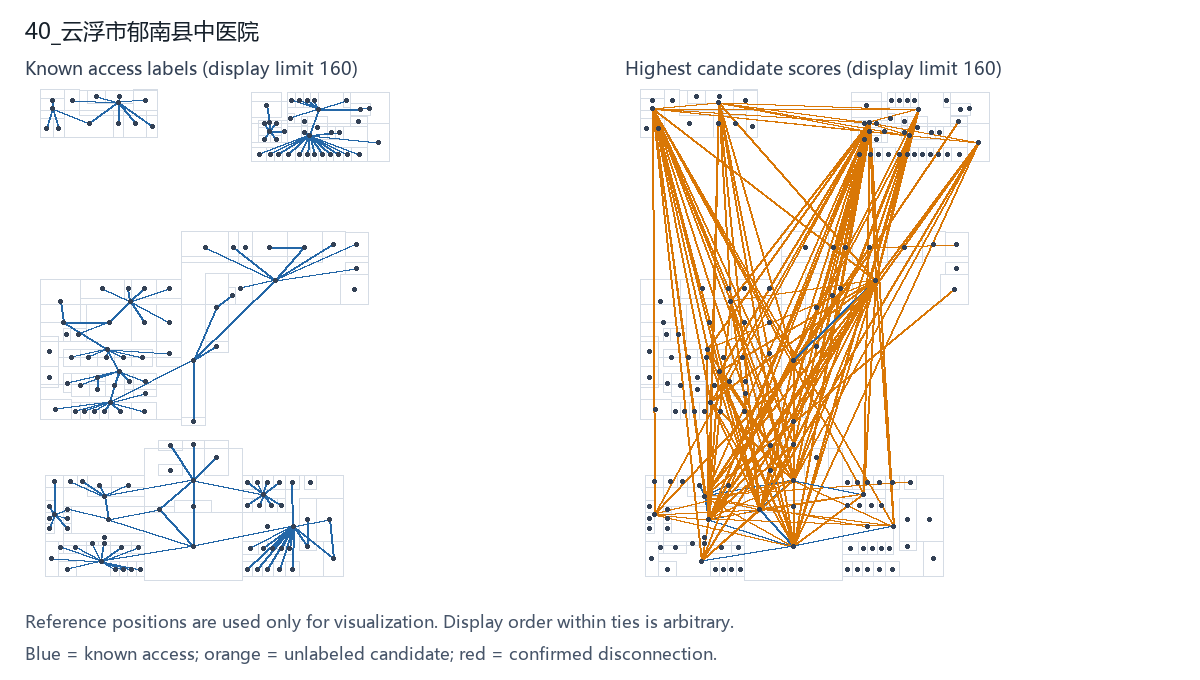 40_云浮市郁南县中医院
Known access labels (display limit 160)
Highest candidate scores (display limit 160)
Reference positions are used only for visualization. Display order within ties is arbitrary.
Blue = known access; orange = unlabeled candidate; red = confirmed disconnection.